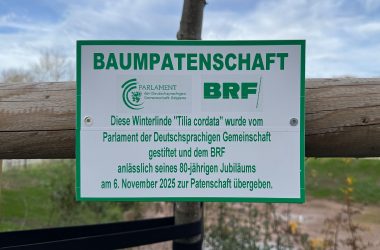 BAUMPATENSCHAFT
PARLAMENT
der Deutschsprachigen
Gemeinschaft Belgiens
BRF
Diese Winterlinde "Tilia cordata" wurde vom
Parlament der Deutschsprachigen Gemeinschaft
gestiftet und dem BRF
anlässlich seines 80-jährigen Jubiläums
am 6. November 2025 zur Patenschaft übergeben.